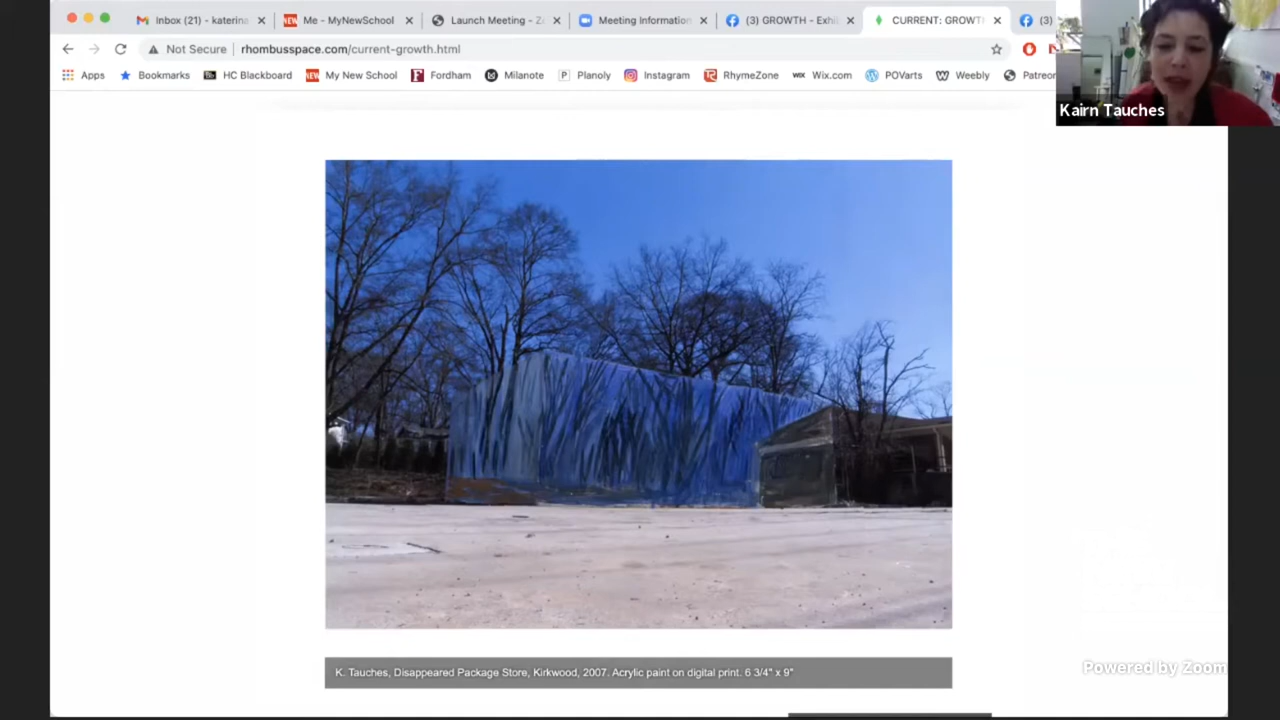 Inbox (21) - katerina
Me - MyNewSchool
Launch Meeting - Z
Meeting Information
(3) GROWTH - Exhi
CURRENT: GROWT
(3)
Not Secure
rhombusspace.com/current-growth.html
Apps
Bookmarks
HC Blackboard
NEW
My New School
Fordham
Milanote
Planoly
Instagram
RhymeZone
WIX
Wix.com
POVarts
Weebly
Patreon
Kairn Tauches
K. Tauches, Disappeared Package Store, Kirkwood, 2007. Acrylic paint on digital print. 6 3/4" x 9"
Powered by Zoom